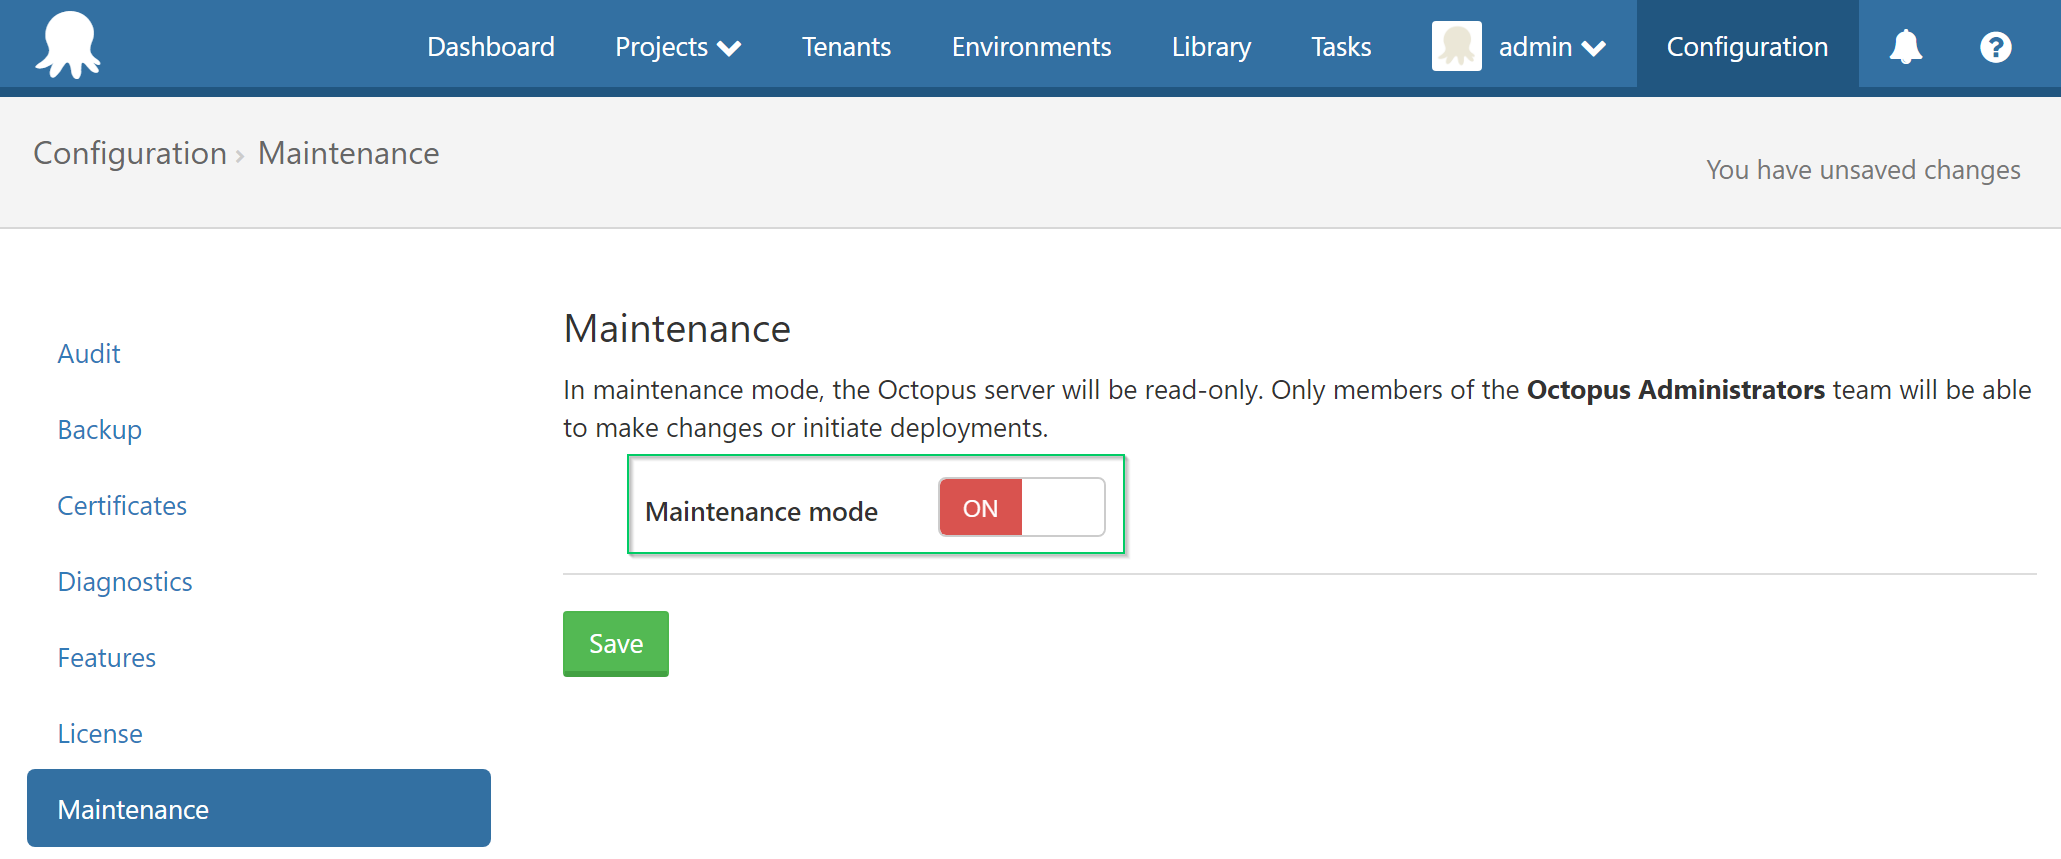 Dashboard Projects Tenants Environments Library Tasks admin Configuration ?
Configuration › Maintenance
You have unsaved changes
Audit
Backup
Certificates
Diagnostics
Features
License
Maintenance
Maintenance
In maintenance mode, the Octopus server will be read-only. Only members of the Octopus Administrators team will be able
to make changes or initiate deployments.
Maintenance mode ON
Save